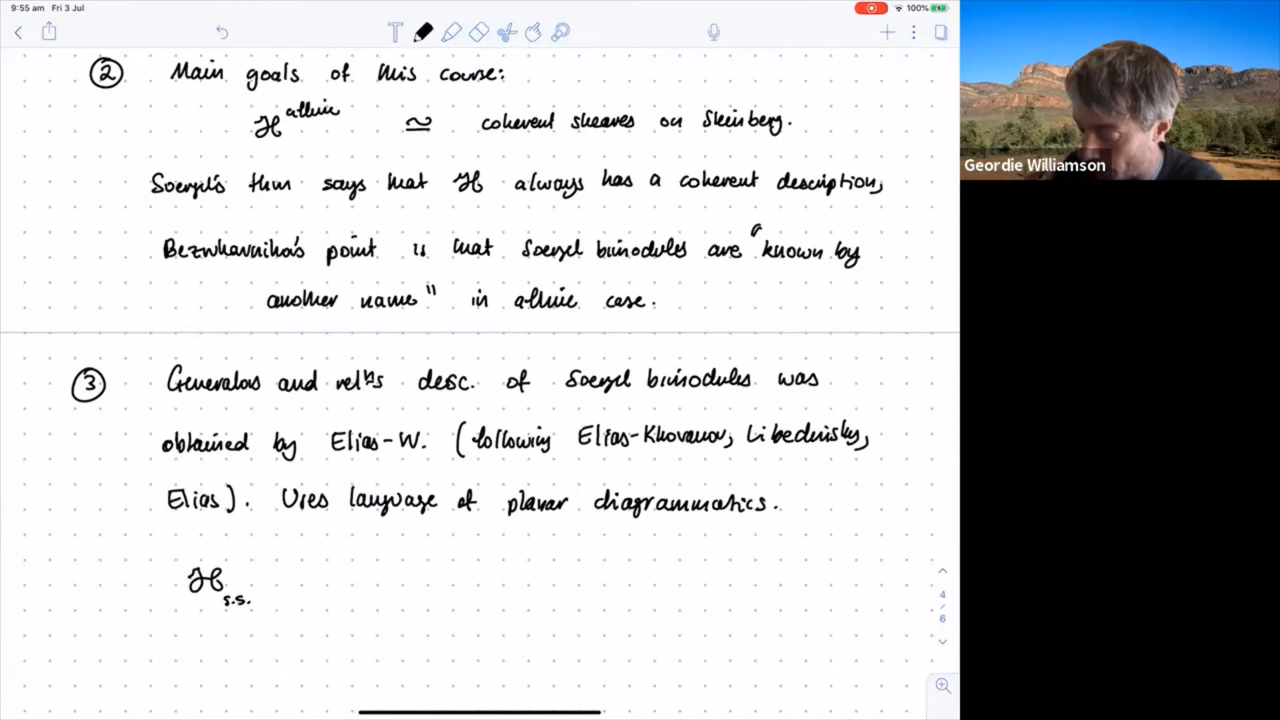 9:55 am Fri 3 Jul
100%
② Main goals of this course:
ℋ^affine ≃ coherent sheaves on Steinberg.
Soergel's thm says that ℋ always has a coherent description,
Bezrukavnikov's point is that Soergel bimodules are "known by
another name" in affine case.
③ Generators and rel^ns desc. of Soergel bimodules was
obtained by Elias-W. (following Elias-Khovanov, Libedinsky,
Elias). Uses language of planar diagrammatics.
ℋ_s.s.
4
/
6
Geordie Williamson